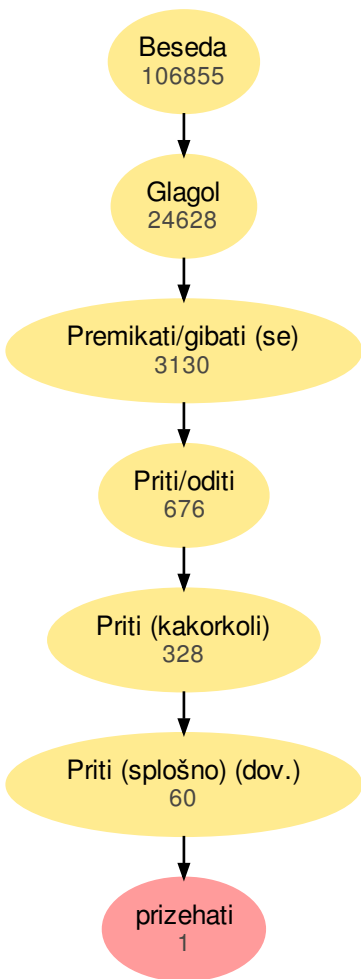 Beseda
106855
Glagol
24628
Premikati/gibati (se)
3130
Priti/oditi
676
Priti (kakorkoli)
328
Priti (splošno) (dov.)
60
prizehati
1